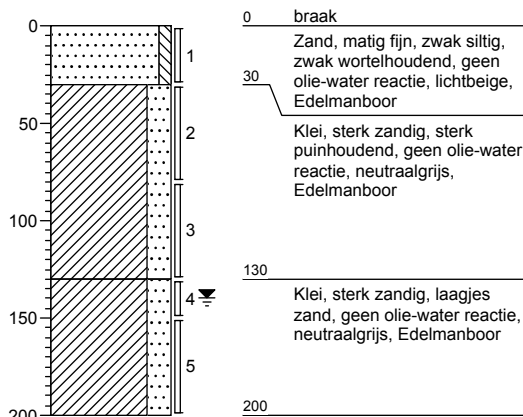 0
50
100
150
200
1
2
3
4
5
0 braak
Zand, matig fijn, zwak siltig,
zwak wortelhoudend, geen
olie-water reactie, lichtbeige,
Edelmanboor
30
Klei, sterk zandig, sterk
puinhoudend, geen olie-water
reactie, neutraalgrijs,
Edelmanboor
130
Klei, sterk zandig, laagjes
zand, geen olie-water reactie,
neutraalgrijs, Edelmanboor
200